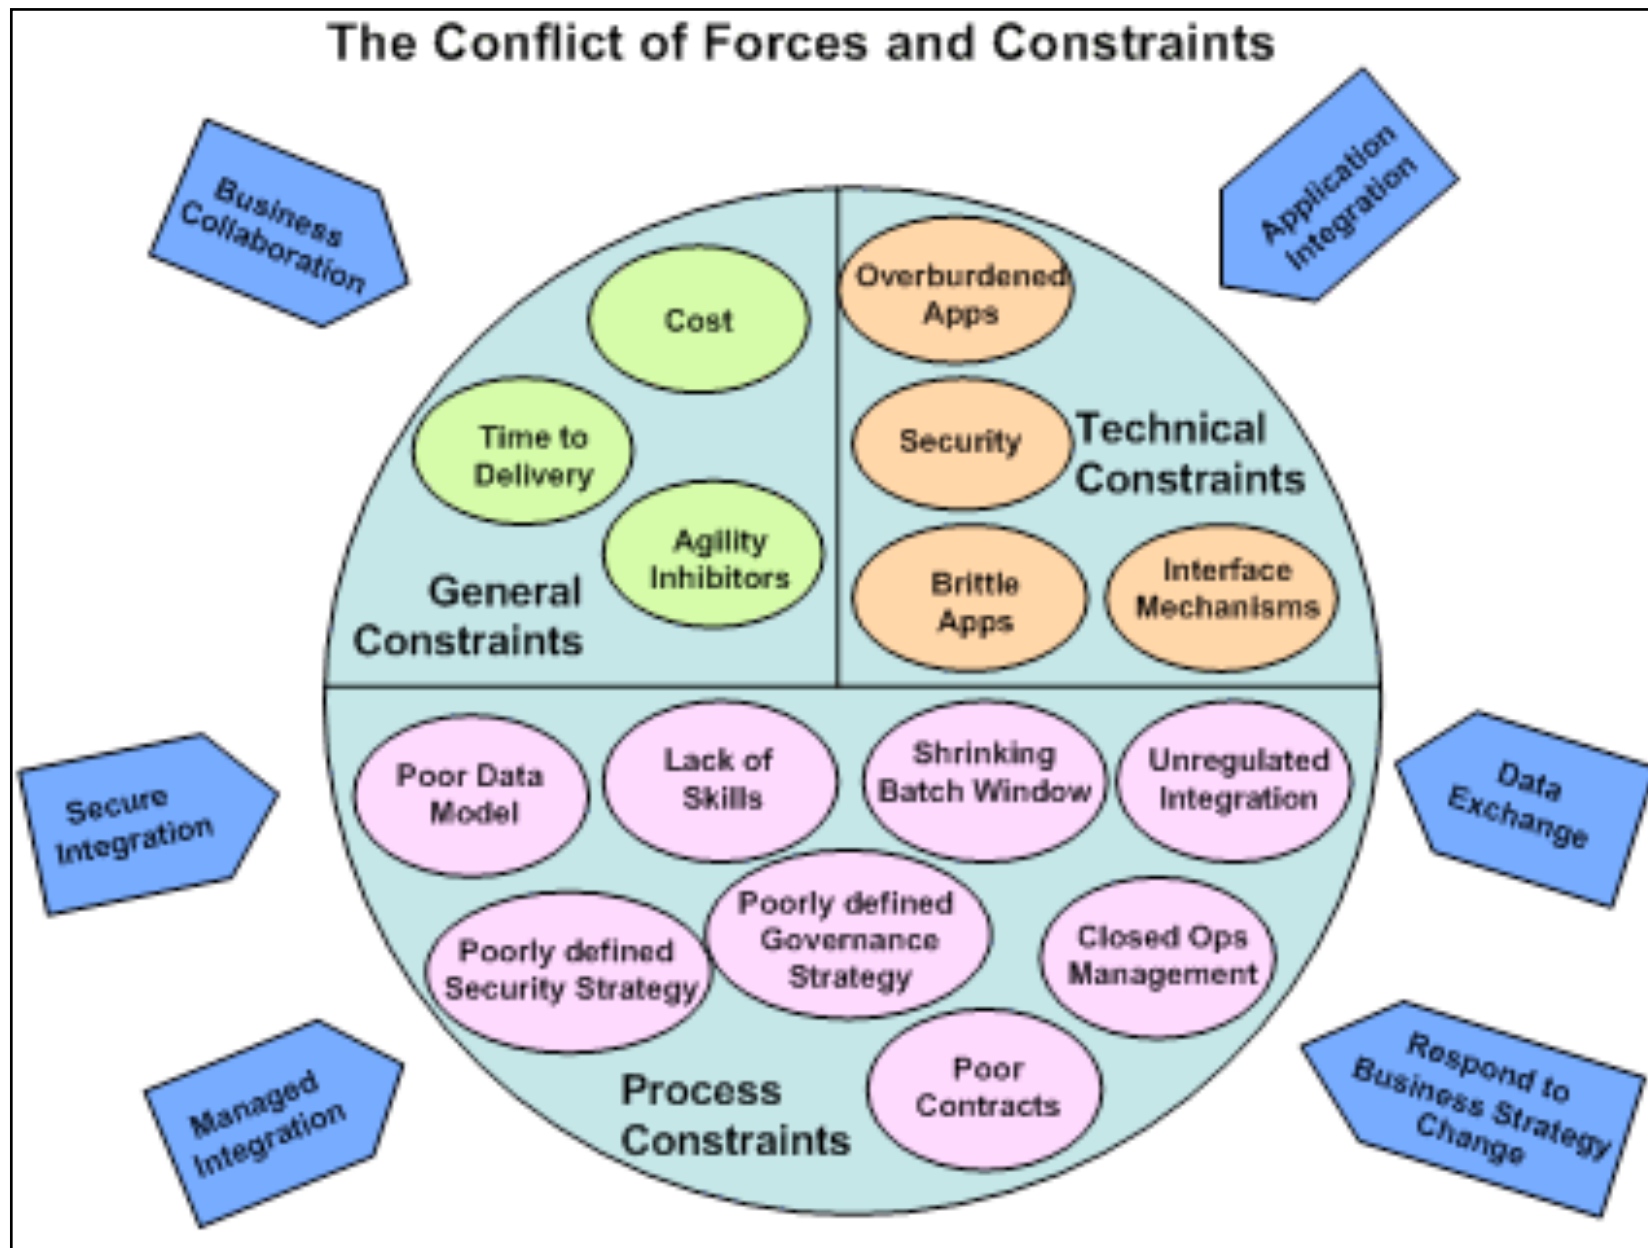 The Conflict of Forces and Constraints
Business
Collaboration
Application
Integration
Cost
Time to
Delivery
Agility
Inhibitors
General
Constraints
Overburdened
Apps
Security
Technical
Constraints
Brittle
Apps
Interface
Mechanisms
Secure
Integration
Poor Data
Model
Lack of
Skills
Shrinking
Batch Window
Unregulated
Integration
Data
Exchange
Poorly defined
Security Strategy
Poorly defined
Governance
Strategy
Closed Ops
Management
Managed
Integration
Process
Constraints
Poor
Contracts
Respond to
Business Strategy
Change